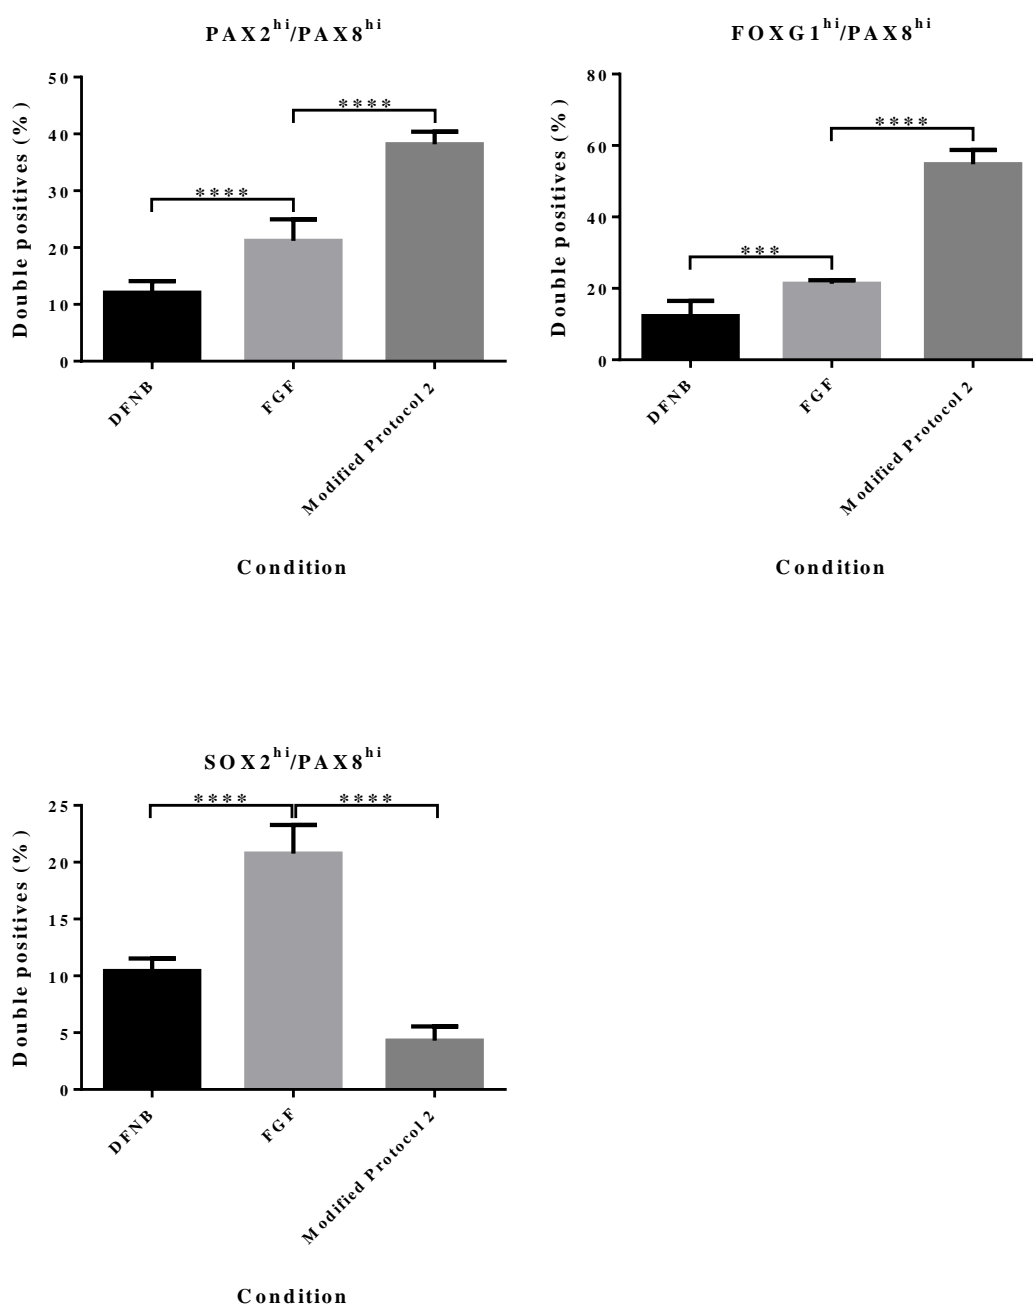 PAX2hi/PAX8hi
Double positives (%)
50
40
30
20
10
0
****
****
DFNB
FGF
Modified Protocol 2
Condition
FOXG1hi/PAX8hi
Double positives (%)
80
60
40
20
0
***
****
DFNB
FGF
Modified Protocol 2
Condition
SOX2hi/PAX8hi
Double positives (%)
25
20
15
10
5
0
****
****
DFNB
FGF
Modified Protocol 2
Condition